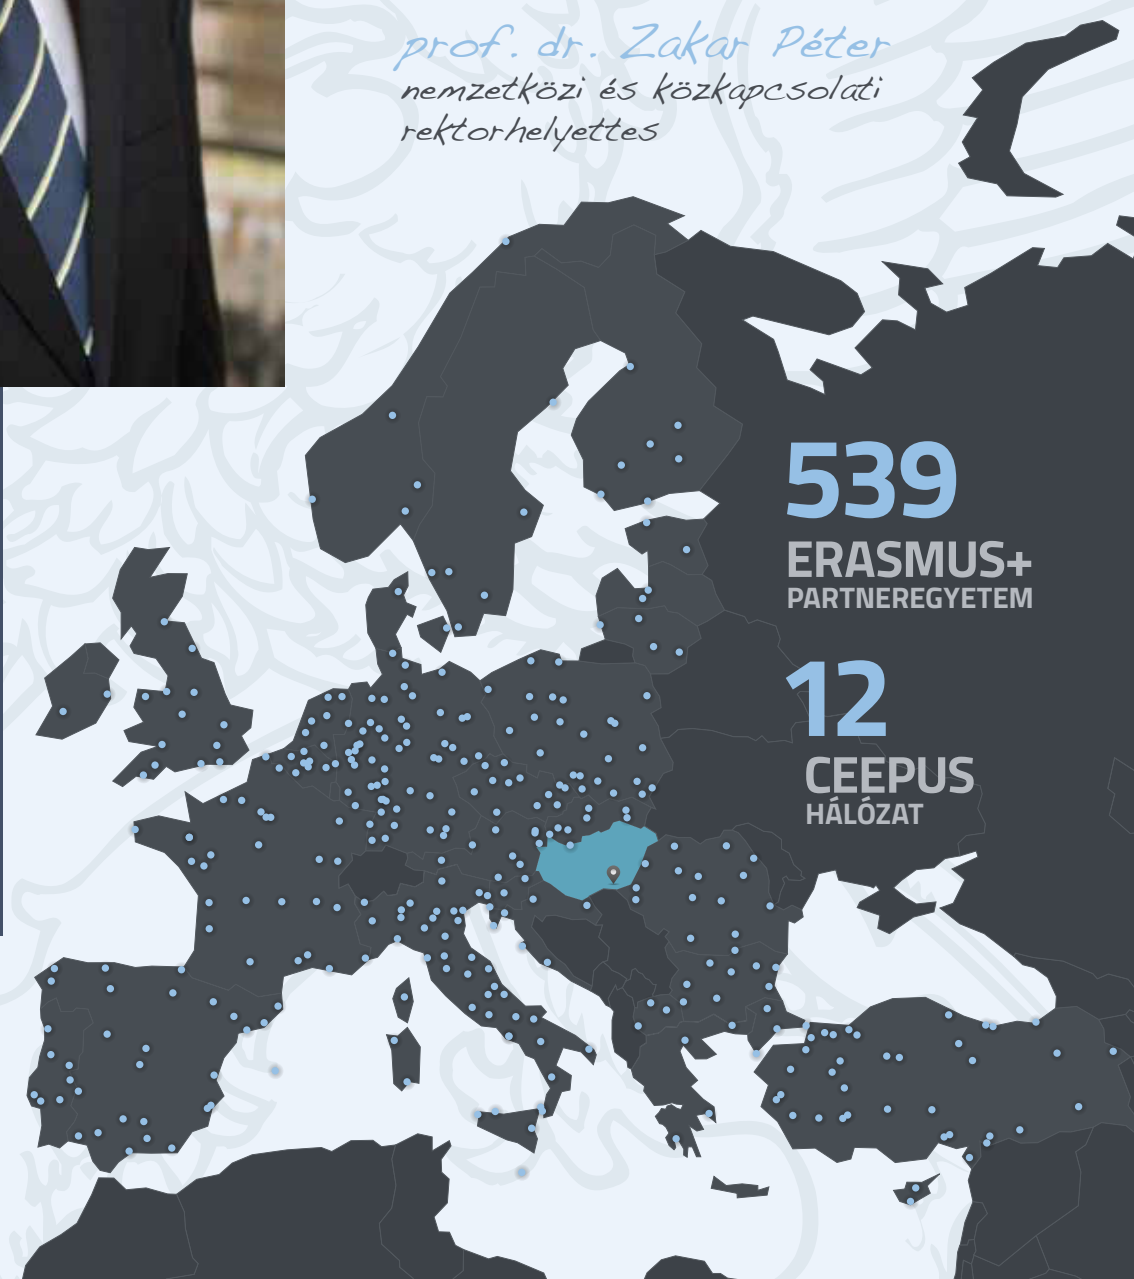 prof. dr. Zakar Péter
nemzetközi és közkapcsolati
rektorhelyettes
539
ERASMUS+
PARTNEREGYETEM
12
CEEPUS
HÁLÓZAT